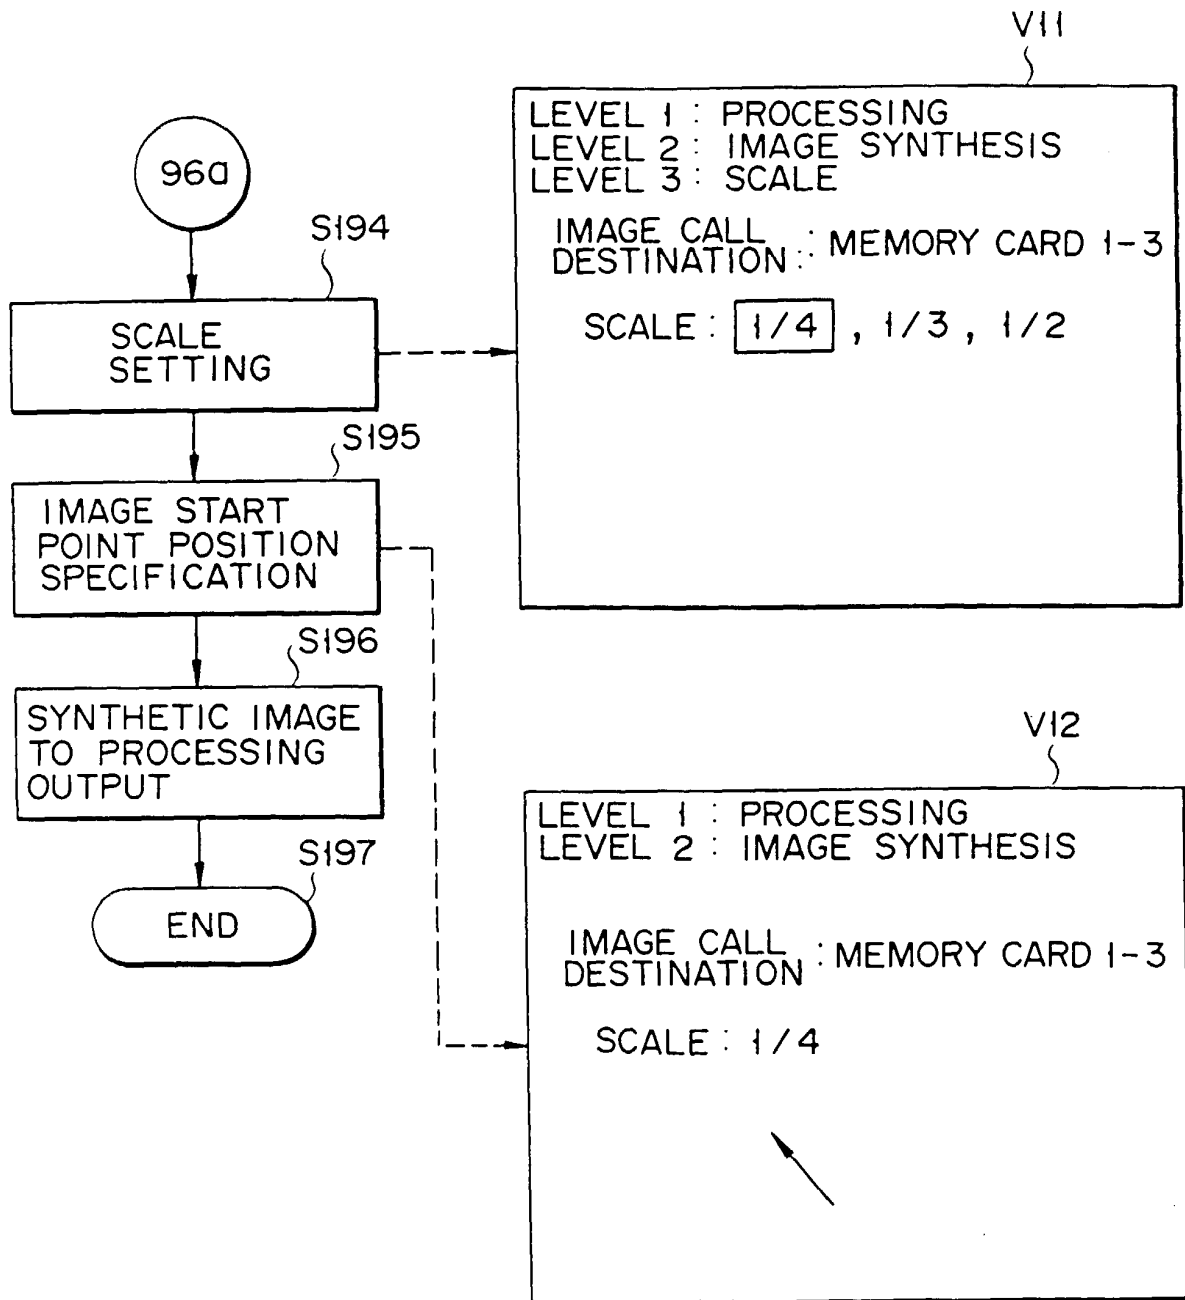 V11
LEVEL 1 : PROCESSING
LEVEL 2 : IMAGE SYNTHESIS
LEVEL 3 : SCALE
IMAGE CALL
DESTINATION : : MEMORY CARD 1-3
SCALE : 1/4 , 1/3 , 1/2
96a
S194
SCALE
SETTING
S195
IMAGE START
POINT POSITION
SPECIFICATION
S196
SYNTHETIC IMAGE
TO PROCESSING
OUTPUT
S197
END
V12
LEVEL 1 : PROCESSING
LEVEL 2 : IMAGE SYNTHESIS
IMAGE CALL
DESTINATION : MEMORY CARD 1-3
SCALE : 1/4